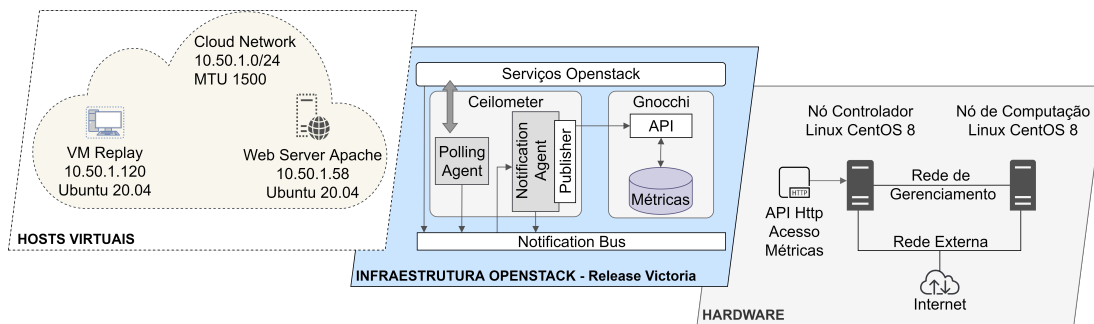 Cloud Network
10.50.1.0/24
MTU 1500
VM Replay
10.50.1.120
Ubuntu 20.04
Web Server Apache
10.50.1.58
Ubuntu 20.04
HOSTS VIRTUAIS
Serviços Openstack
Ceilometer
Polling
Agent
Notification
Agent
Publisher
Gnocchi
API
Métricas
Notification Bus
INFRAESTRUTURA OPENSTACK - Release Victoria
Nó Controlador
Linux CentOS 8
Nó de Computação
Linux CentOS 8
HTTP
API Http
Acesso
Métricas
Rede de
Gerenciamento
Rede Externa
Internet
HARDWARE